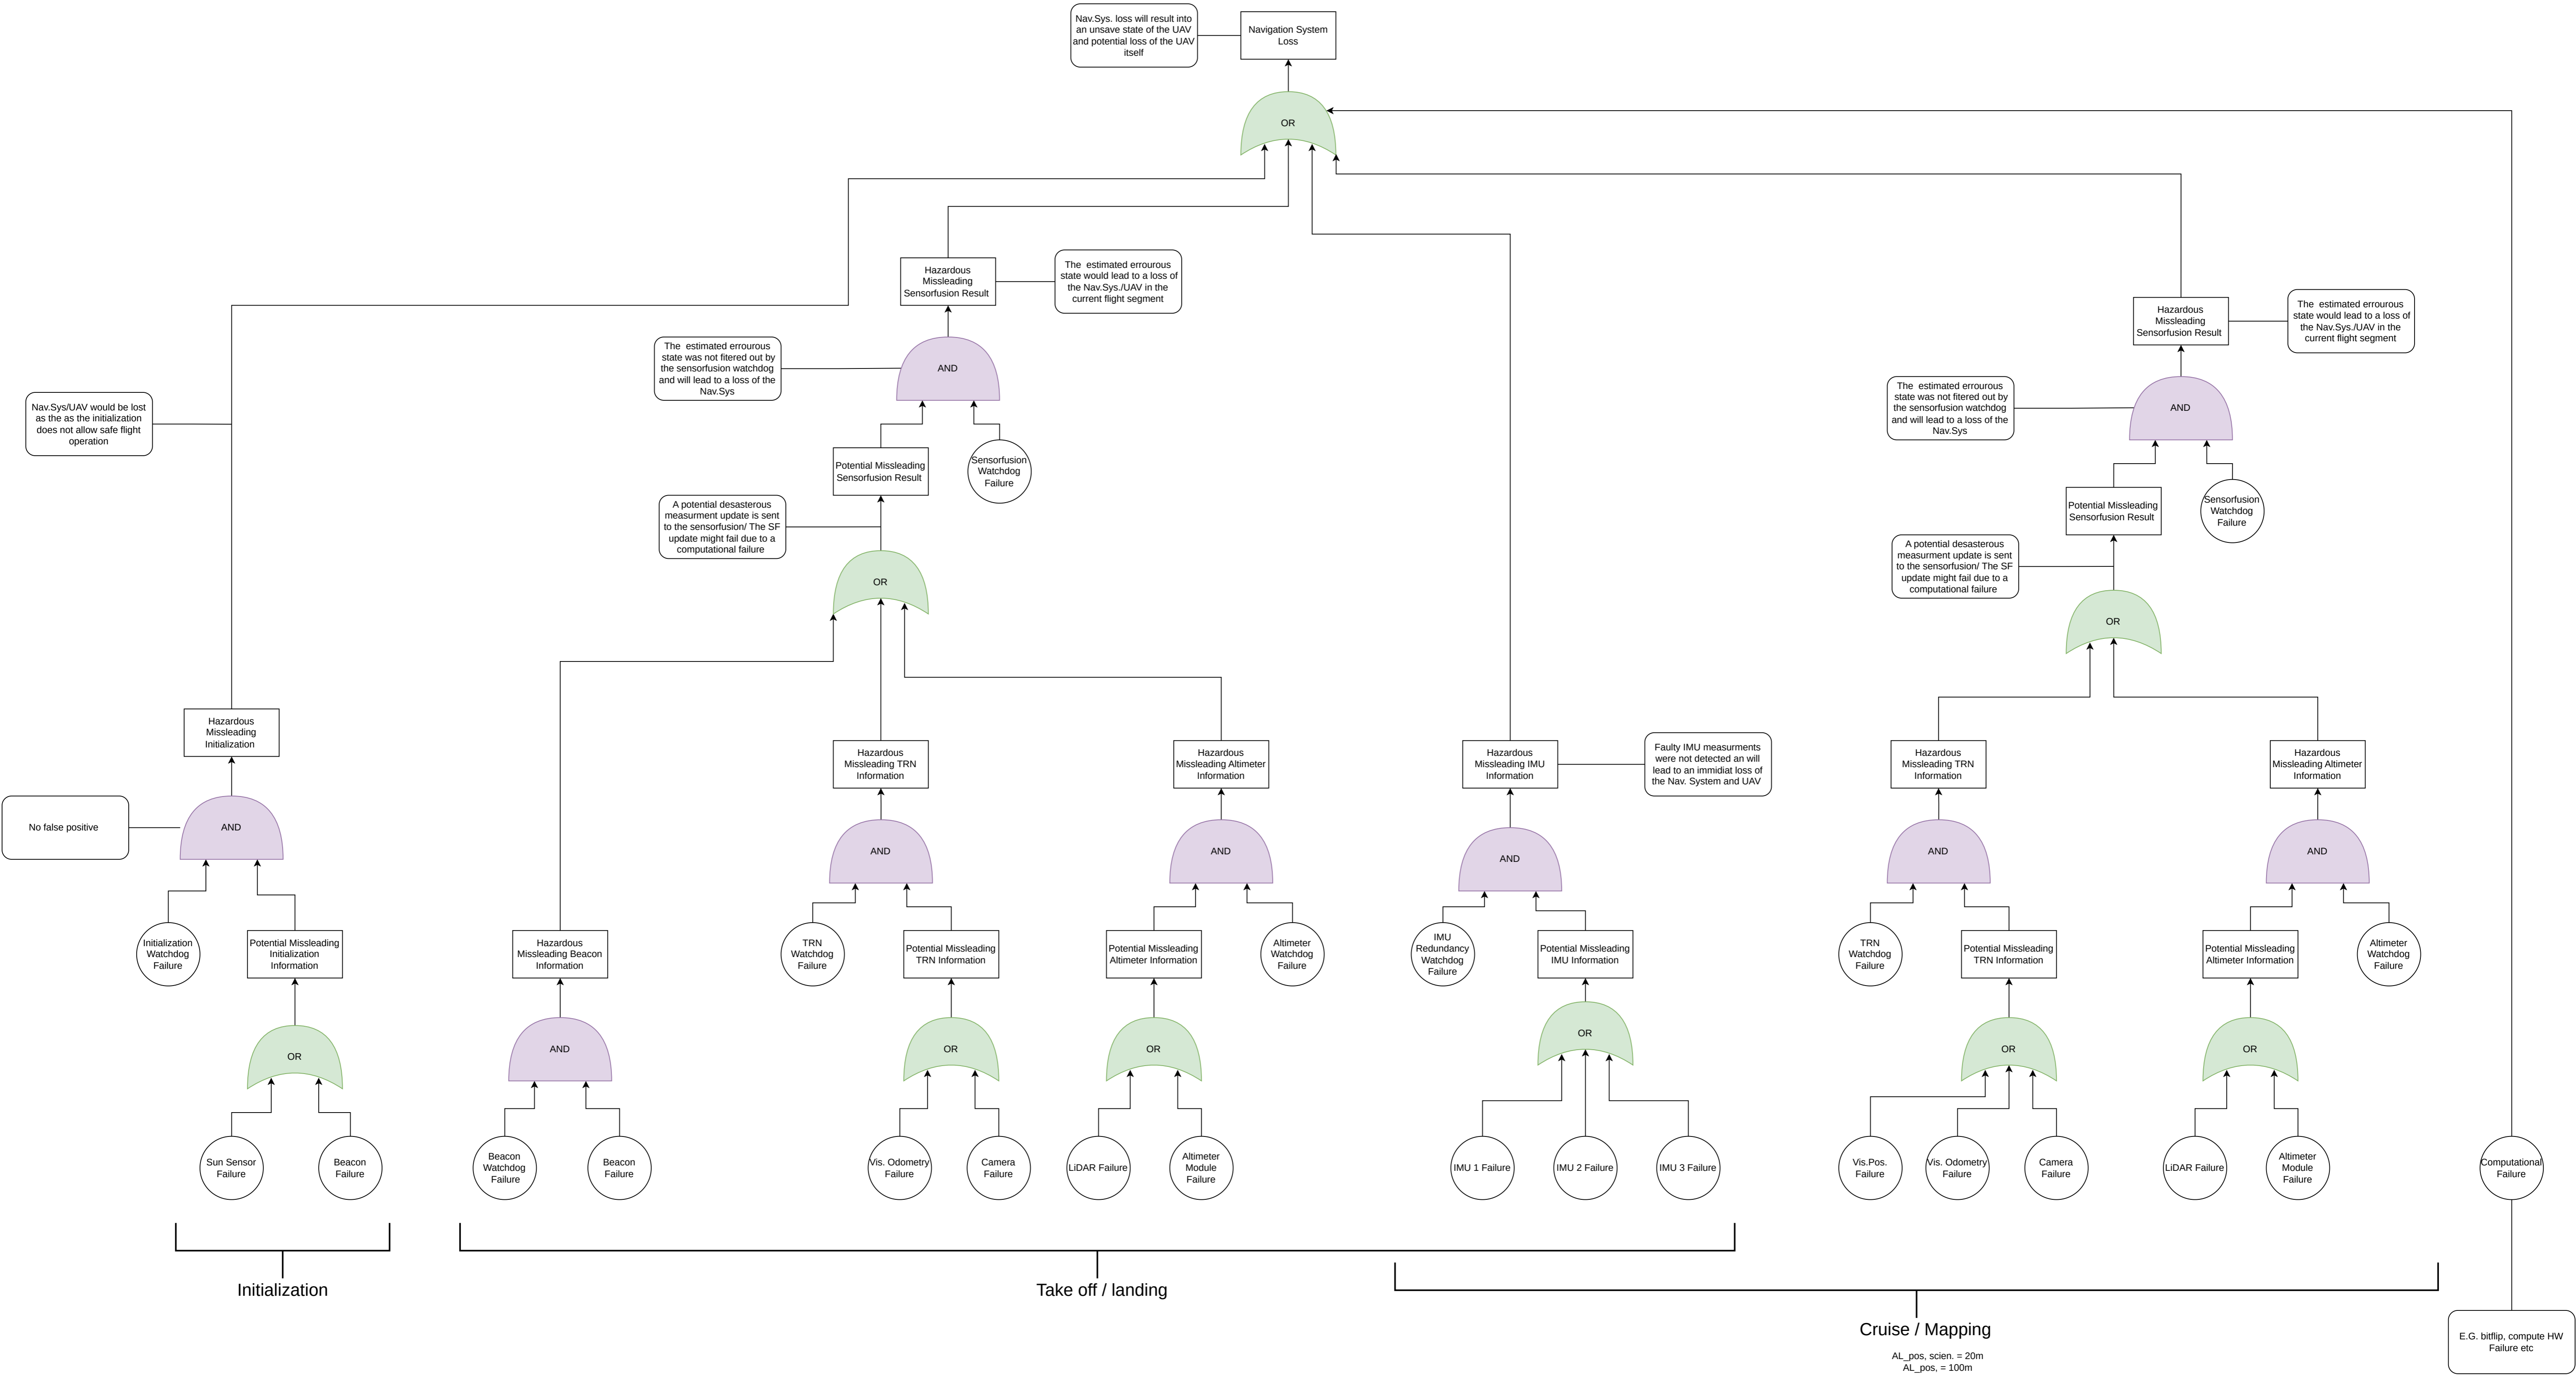 Nav.Sys. loss will result into
an unsave state of the UAV
and potential loss of the UAV
itself
Navigation System
Loss
OR
Hazardous
Missleading
Sensorfusion Result
The estimated errourous
state would lead to a loss of
the Nav.Sys./UAV in the
current flight segment
Hazardous
Missleading
Sensorfusion Result
The estimated errourous
state would lead to a loss of
the Nav.Sys./UAV in the
current flight segment
The estimated errourous
state was not fitered out by
the sensorfusion watchdog
and will lead to a loss of the
Nav.Sys
AND
The estimated errourous
state was not fitered out by
the sensorfusion watchdog
and will lead to a loss of the
Nav.Sys
AND
Nav.Sys/UAV would be lost
as the as the initialization
does not allow safe flight
operation
Potential Missleading
Sensorfusion Result
Sensorfusion
Watchdog
Failure
Potential Missleading
Sensorfusion Result
Sensorfusion
Watchdog
Failure
A potential desasterous
measurment update is sent
to the sensorfusion/ The SF
update might fail due to a
computational failure
OR
A potential desasterous
measurment update is sent
to the sensorfusion/ The SF
update might fail due to a
computational failure
OR
Hazardous
Missleading
Initialization
Hazardous
Missleading TRN
Information
Hazardous
Missleading Altimeter
Information
Hazardous
Missleading IMU
Information
Faulty IMU measurments
were not detected an will
lead to an immidiat loss of
the Nav. System and UAV
Hazardous
Missleading TRN
Information
Hazardous
Missleading Altimeter
Information
No false positive
AND
AND
AND
AND
AND
AND
Initialization
Watchdog
Failure
Potential Missleading
Initialization
Information
Hazardous
Missleading Beacon
Information
TRN
Watchdog
Failure
Potential Missleading
TRN Information
Potential Missleading
Altimeter Information
Altimeter
Watchdog
Failure
IMU
Redundancy
Watchdog
Failure
Potential Missleading
IMU Information
TRN
Watchdog
Failure
Potential Missleading
TRN Information
Potential Missleading
Altimeter Information
Altimeter
Watchdog
Failure
OR
AND
OR
OR
OR
OR
OR
Sun Sensor
Failure
Beacon
Failure
Beacon
Watchdog
Failure
Beacon
Failure
Vis. Odometry
Failure
Camera
Failure
LiDAR Failure
Altimeter
Module
Failure
IMU 1 Failure
IMU 2 Failure
IMU 3 Failure
Vis.Pos.
Failure
Vis. Odometry
Failure
Camera
Failure
LiDAR Failure
Altimeter
Module
Failure
Computational
Failure
Initialization
Take off / landing
Cruise / Mapping
AL_pos, scien. = 20m
AL_pos, = 100m
E.G. bitflip, compute HW
Failure etc